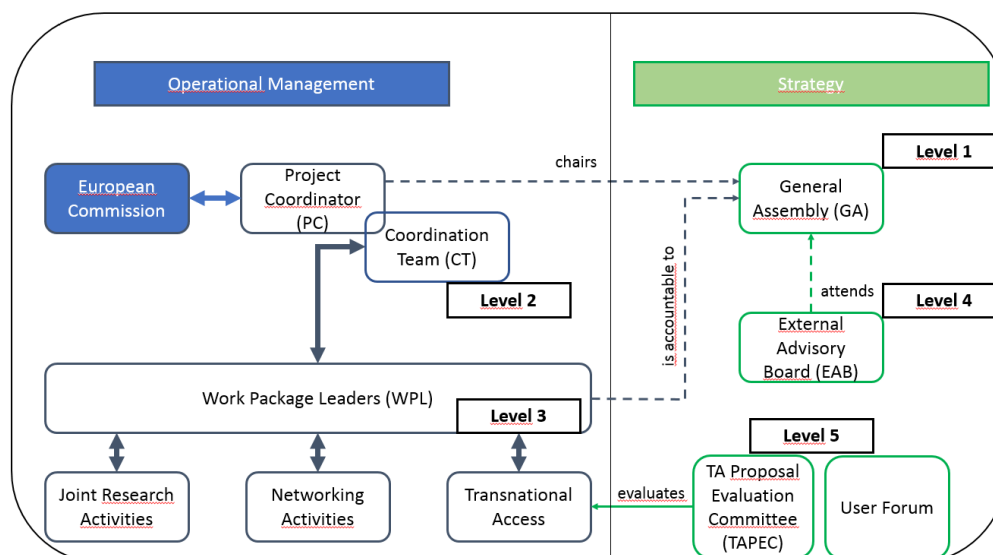 Operational Management
Strategy
Level 1
chairs
European
Commission
Project
Coordinator
(PC)
General
Assembly (GA)
Coordination
Team (CT)
is accountable to
Level 2
attends
Level 4
External
Advisory
Board (EAB)
Work Package Leaders (WPL)
Level 3
Level 5
Joint Research
Activities
Networking
Activities
Transnational
Access
evaluates
TA Proposal
Evaluation
Committee
(TAPEC)
User Forum